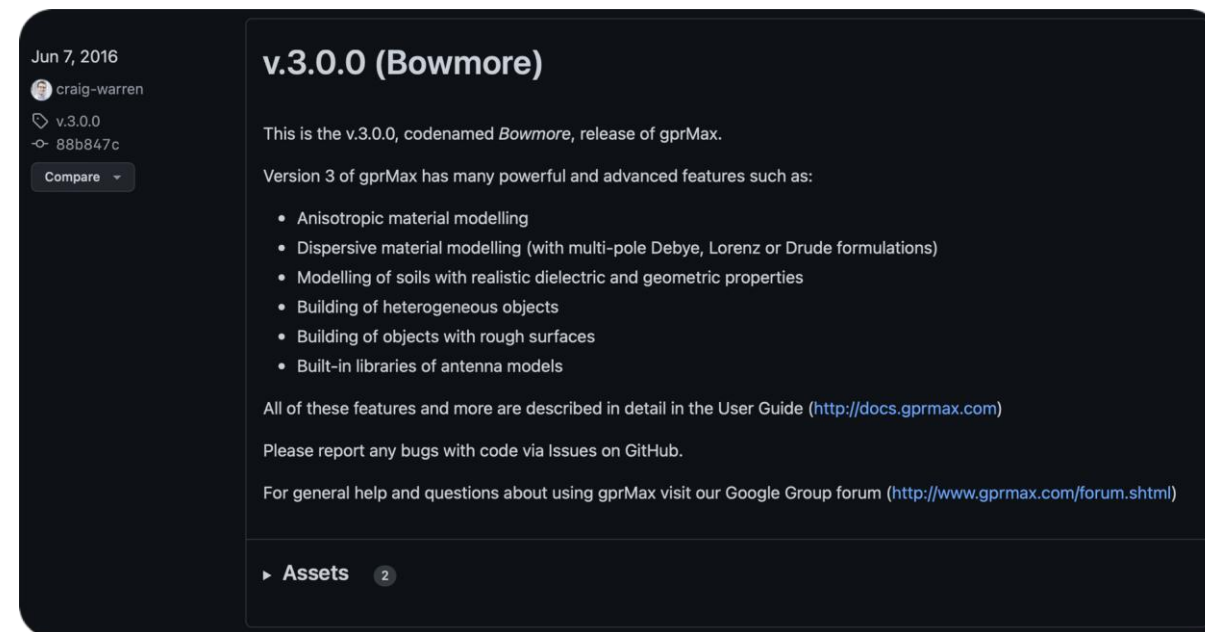 Jun 7, 2016
craig-warren
v.3.0.0
88b847c
Compare
v.3.0.0 (Bowmore)
This is the v.3.0.0, codenamed Bowmore, release of gprMax.
Version 3 of gprMax has many powerful and advanced features such as:
• Anisotropic material modelling
• Dispersive material modelling (with multi-pole Debye, Lorenz or Drude formulations)
• Modelling of soils with realistic dielectric and geometric properties
• Building of heterogeneous objects
• Building of objects with rough surfaces
• Built-in libraries of antenna models
All of these features and more are described in detail in the User Guide (http://docs.gprmax.com)
Please report any bugs with code via Issues on GitHub.
For general help and questions about using gprMax visit our Google Group forum (http://www.gprmax.com/forum.shtml)
Assets 2